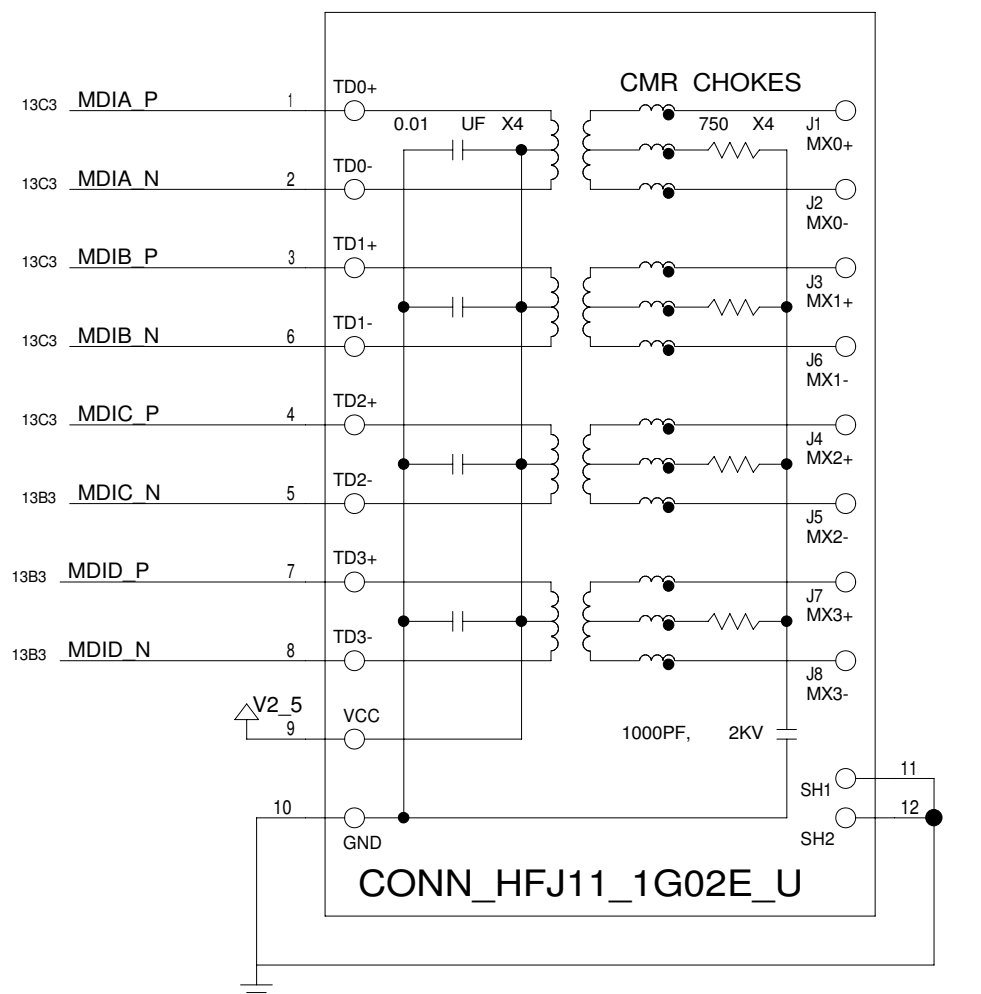 CMR CHOKES
13C3 MDIA_P 1 TD0+
0.01 UF X4 750 X4 J1
MX0+
13C3 MDIA_N 2 TD0-
J2
MX0-
13C3 MDIB_P 3 TD1+
J3
MX1+
13C3 MDIB_N 6 TD1-
J6
MX1-
13C3 MDIC_P 4 TD2+
J4
MX2+
13B3 MDIC_N 5 TD2-
J5
MX2-
13B3 MDID_P 7 TD3+
J7
MX3+
13B3 MDID_N 8 TD3-
J8
MX3-
V2_5
9 VCC
1000PF, 2KV
SH1 11
10 GND
SH2 12
CONN_HFJ11_1G02E_U